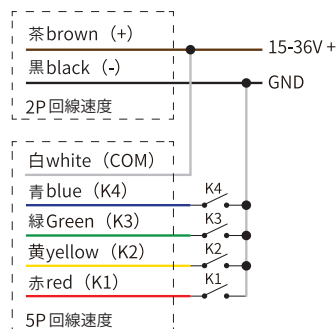 茶brown（+）
15-36V +
黒black（-）
GND
2P回線速度
白white（COM）
青blue（K4）
K4
緑Green（K3）
K3
黄yellow（K2）
K2
赤red（K1）
K1
5P回線速度